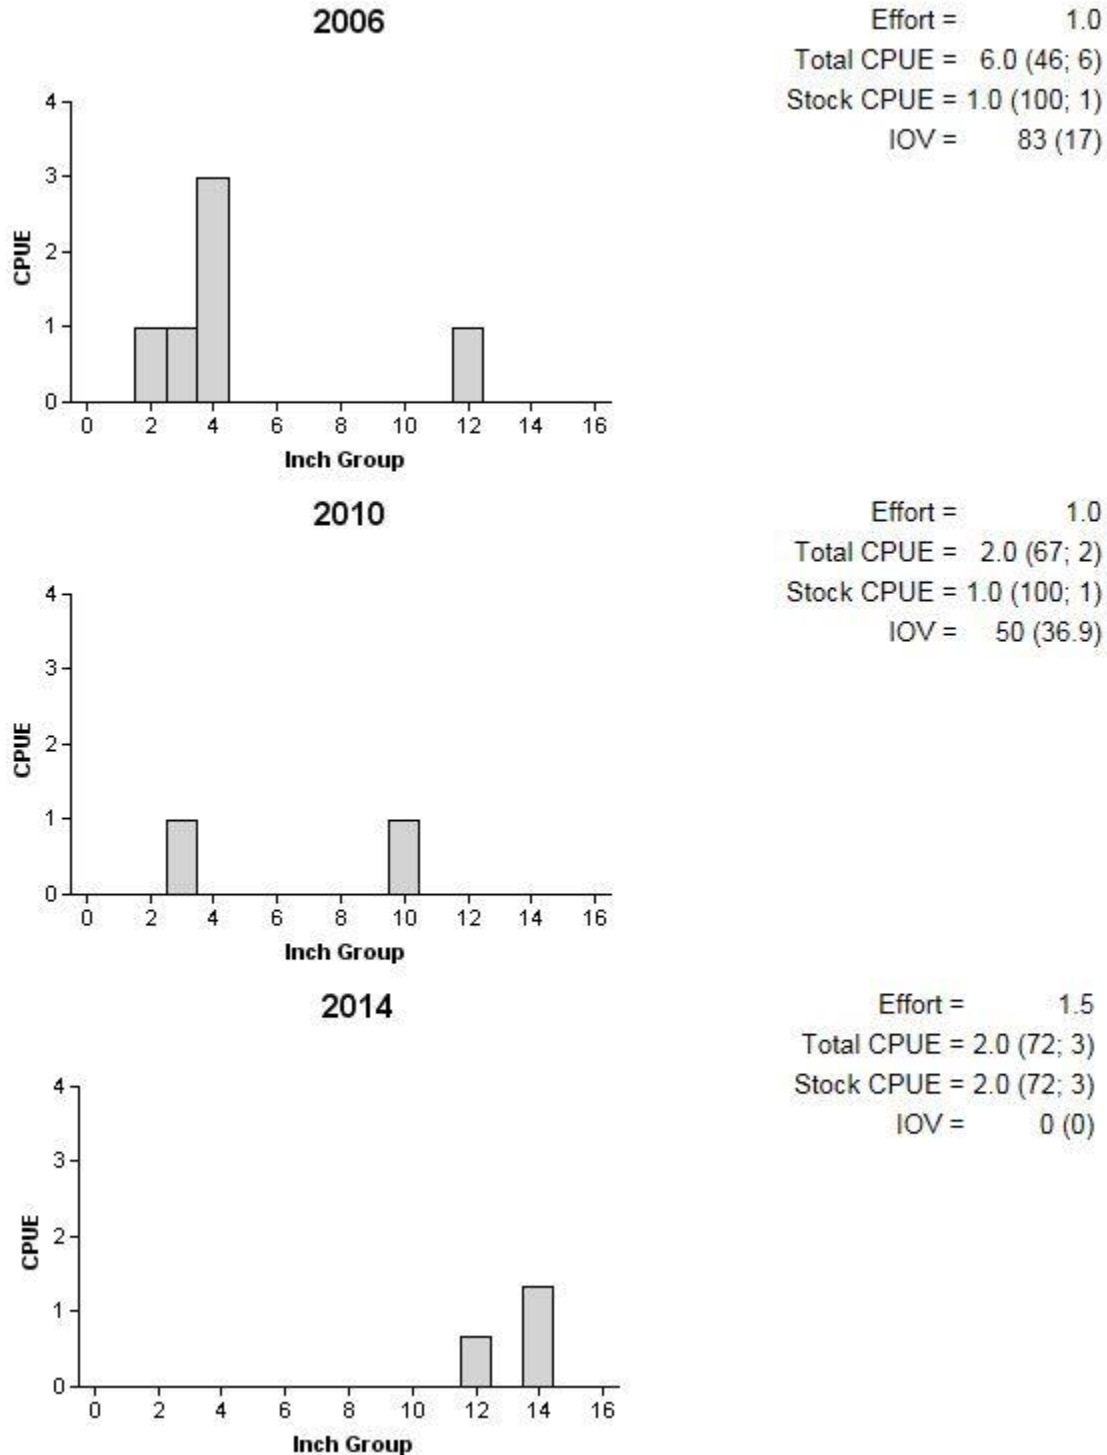 2006
Effort = 1.0
Total CPUE = 6.0 (46; 6)
Stock CPUE = 1.0 (100; 1)
IOV = 83 (17)
4
3
2
1
0
CPUE
0 2 4 6 8 10 12 14 16
Inch Group
2010
Effort = 1.0
Total CPUE = 2.0 (67; 2)
Stock CPUE = 1.0 (100; 1)
IOV = 50 (36.9)
4
3
2
1
0
CPUE
0 2 4 6 8 10 12 14 16
Inch Group
2014
Effort = 1.5
Total CPUE = 2.0 (72; 3)
Stock CPUE = 2.0 (72; 3)
IOV = 0 (0)
4
3
2
1
0
CPUE
0 2 4 6 8 10 12 14 16
Inch Group